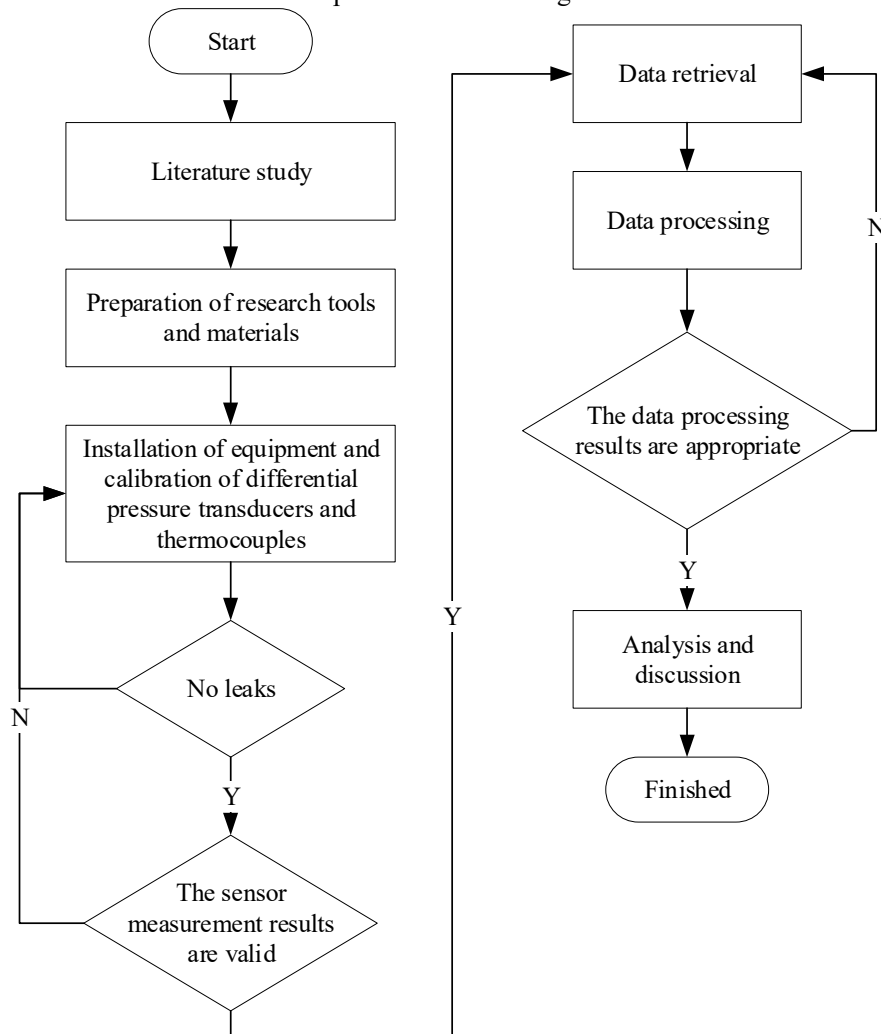 Start
Literature study
Preparation of research tools
and materials
Installation of equipment and
calibration of differential
pressure transducers and
thermocouples
No leaks
N
Y
The sensor
measurement results
are valid
Y
Data retrieval
Data processing
N
The data processing
results are appropriate
Y
Analysis and
discussion
Finished